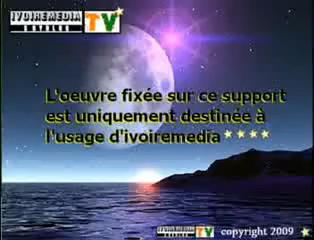 IVOIREMEDIA
TV
L'oeuvre fixée sur ce support
est uniquement destinée à
l'usage d'ivoiremedia
TV copyright 2009